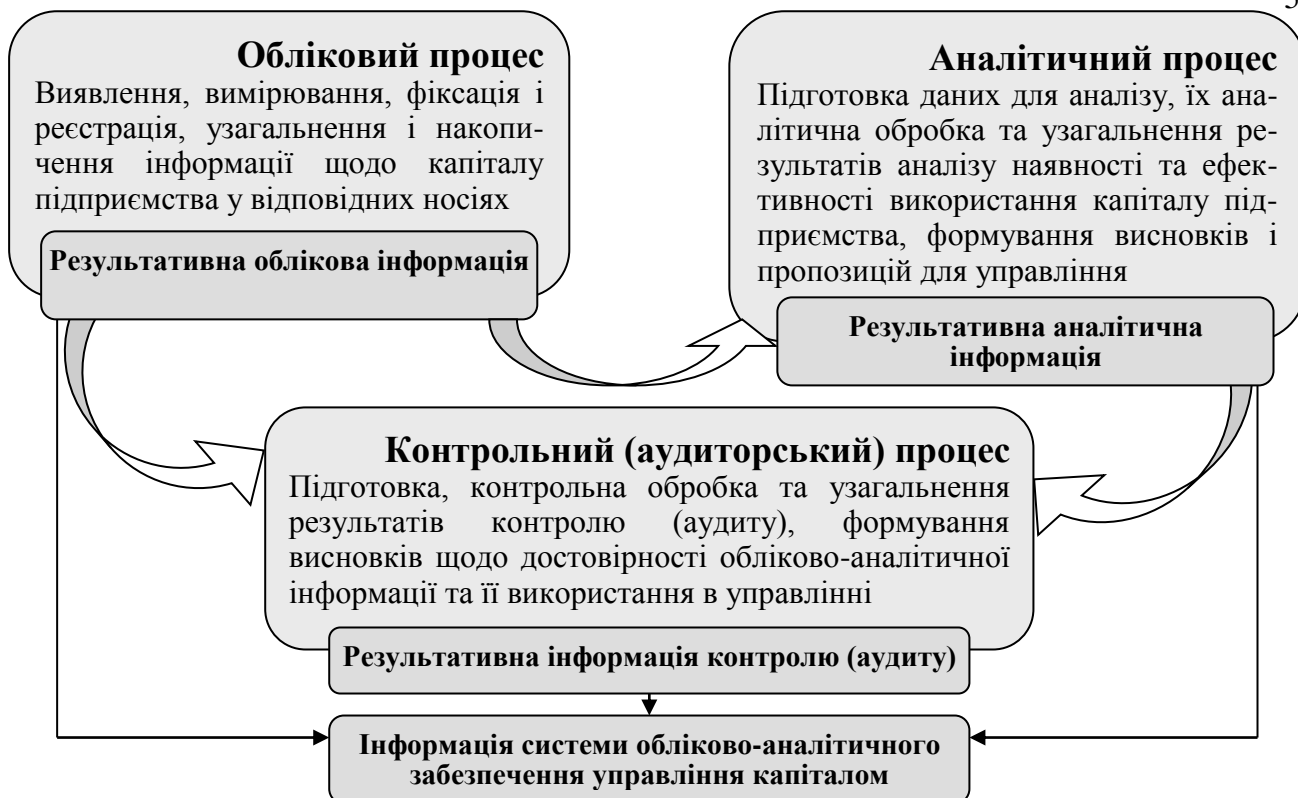 Обліковий процес
Виявлення, вимірювання, фіксація і
реєстрація, узагальнення і накопи-
чення інформації щодо капіталу
підприємства у відповідних носіях
Результативна облікова інформація
Аналітичний процес
Підготовка даних для аналізу, їх ана-
літична обробка та узагальнення ре-
зультатів аналізу наявності та ефек-
тивності використання капіталу під-
приємства, формування висновків і
пропозицій для управління
Результативна аналітична
інформація
Контрольний (аудиторський) процес
Підготовка, контрольна обробка та узагальнення
результатів контролю (аудиту), формування
висновків щодо достовірності обліково-аналітичної
інформації та її використання в управлінні
Результативна інформація контролю (аудиту)
Інформація системи обліково-аналітичного
забезпечення управління капіталом